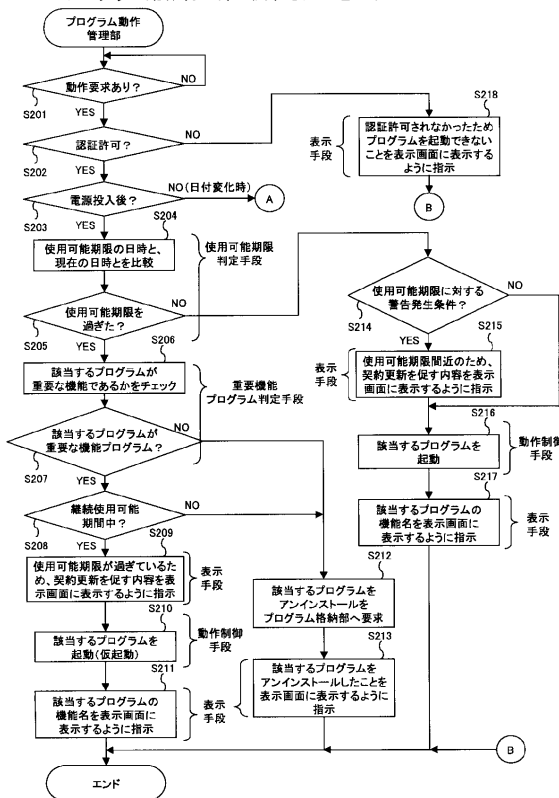 プログラム動作
管理部
動作要求あり？
NO
S201
YES
認証許可？
NO
S202
YES
電源投入後？
NO(日付変化時)
A
S203
YES
S204
使用可能期限の日時と、
現在の日時とを比較
使用可能期限
判定手段
使用可能期限を
過ぎた？
NO
S205
YES
S206
該当するプログラムが
重要な機能であるかをチェック
重要機能
プログラム判定手段
該当するプログラムが
重要な機能プログラム？
NO
S207
YES
継続使用可能
期間中？
NO
S208
YES
S209
使用可能期限が過ぎているた
め、契約更新を促す内容を表
示画面に表示するように指示
表示
手段
S210
該当するプログラムを
起動(仮起動)
動作制御
手段
S211
該当するプログラムの
機能名を表示画面に
表示するように指示
表示
手段
エンド
S212
該当するプログラムを
アンインストールを
プログラム格納部へ要求
S213
該当するプログラムを
アンインストールしたことを
表示画面に表示するように
指示
S218
表示
手段
認証許可されなかったため
プログラムを起動できない
ことを表示画面に表示する
ように指示
B
使用可能期限に対する
警告発生条件？
NO
S214
YES
S215
表示
手段
使用可能期限間近のため、
契約更新を促す内容を表示
画面に表示するように指示
S216
該当するプログラムを
起動
動作制御
手段
S217
該当するプログラムの
機能名を表示画面に
表示するように指示
表示
手段
B